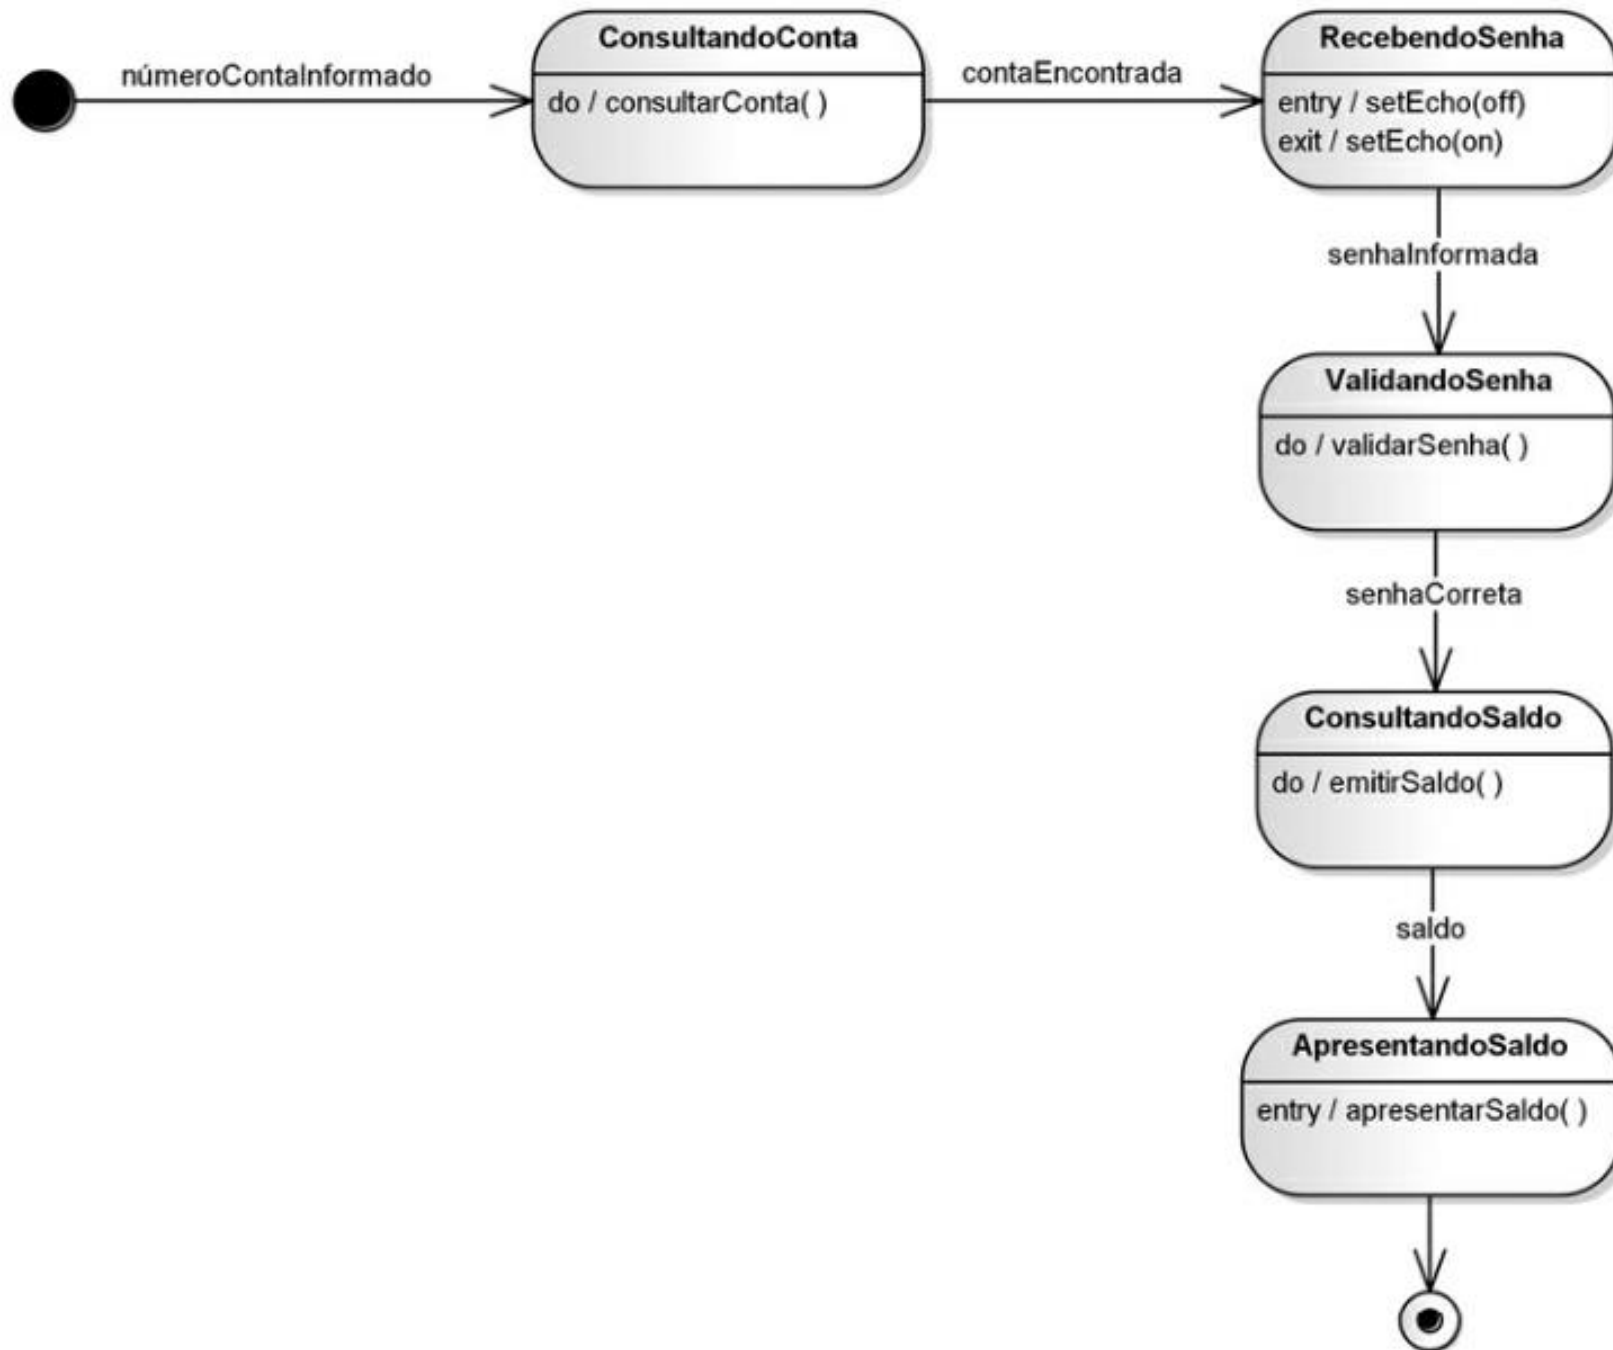 númeroContaInformado
ConsultandoConta
do / consultarConta( )
contaEncontrada
RecebendoSenha
entry / setEcho(off)
exit / setEcho(on)
senhaInformada
ValidandoSenha
do / validarSenha( )
senhaCorreta
ConsultandoSaldo
do / emitirSaldo( )
saldo
ApresentandoSaldo
entry / apresentarSaldo( )